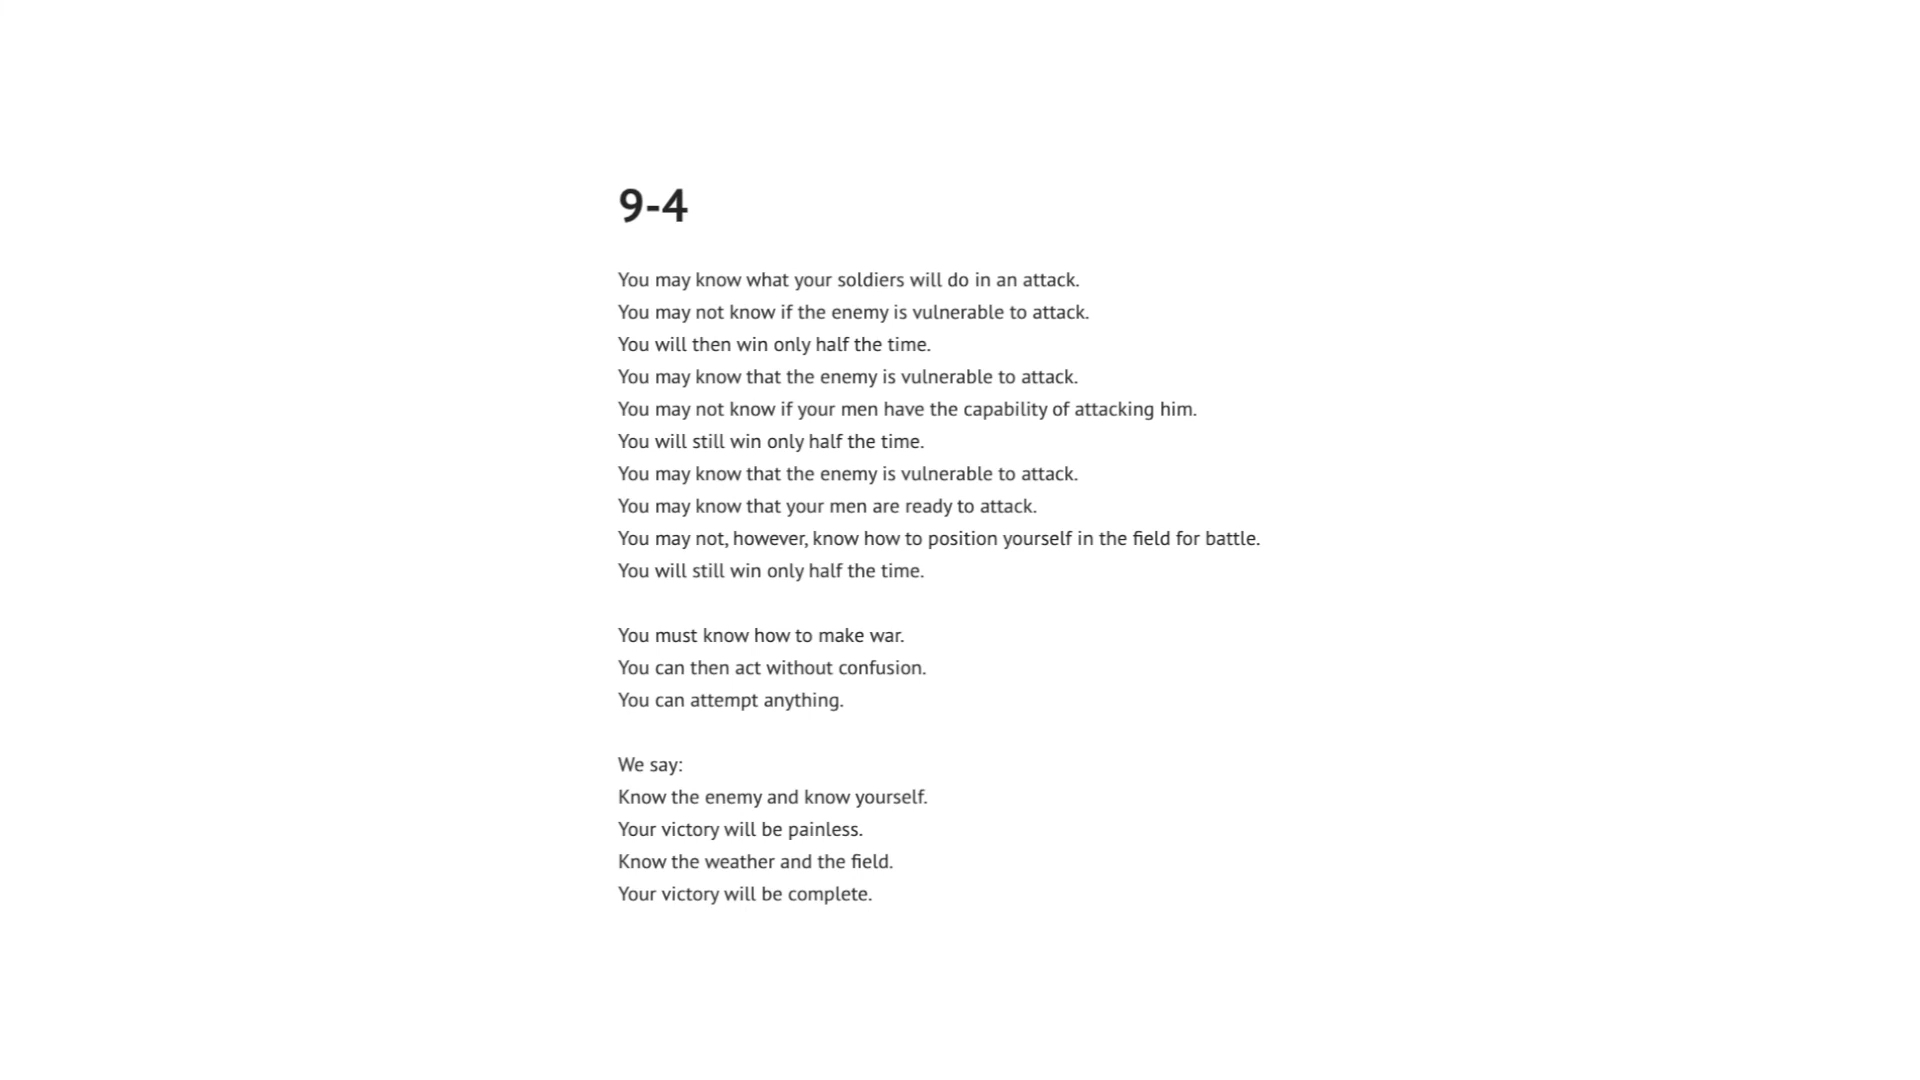 9-4
You may know what your soldiers will do in an attack.
You may not know if the enemy is vulnerable to attack.
You will then win only half the time.
You may know that the enemy is vulnerable to attack.
You may not know if your men have the capability of attacking him.
You will still win only half the time.
You may know that the enemy is vulnerable to attack.
You may know that your men are ready to attack.
You may not, however, know how to position yourself in the field for battle.
You will still win only half the time.
You must know how to make war.
You can then act without confusion.
You can attempt anything.
We say:
Know the enemy and know yourself.
Your victory will be painless.
Know the weather and the field.
Your victory will be complete.